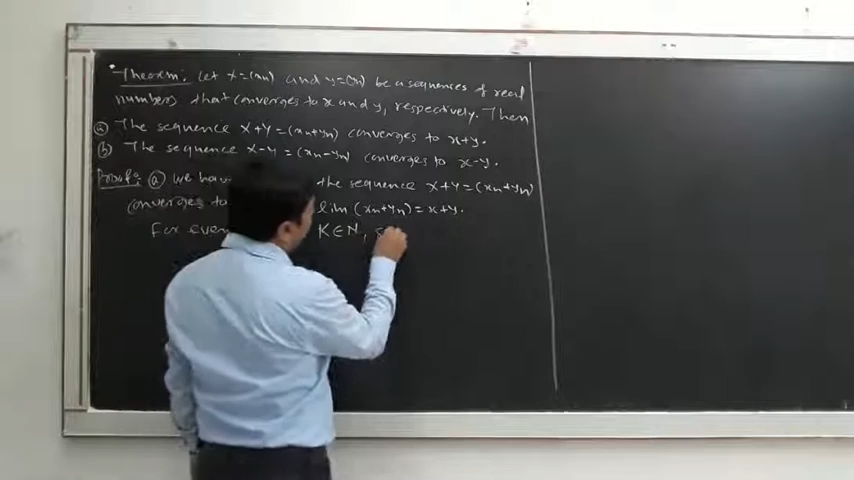 Theorem: Let X=(xn) and Y=(yn) be a sequences of real
numbers that converges to x and y, respectively. Then
(a) The sequence X+Y=(xn+yn) converges to x+y.
(b) The sequence X-Y=(xn-yn) converges to x-y.
Proof: (a) we the sequence X+Y=(xn+yn)
converges to lim (xn+yn)=x+y.
For K∈N,